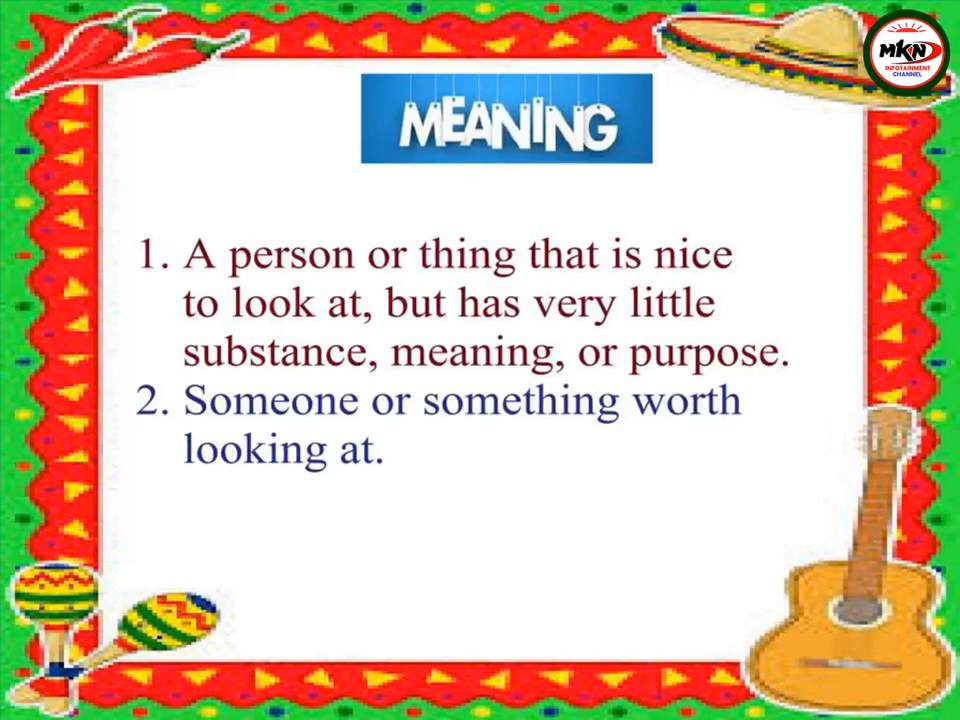 MKN
INFOTAINMENT
CHANNEL
MEANING
1. A person or thing that is nice
to look at, but has very little
substance, meaning, or purpose.
2. Someone or something worth
looking at.